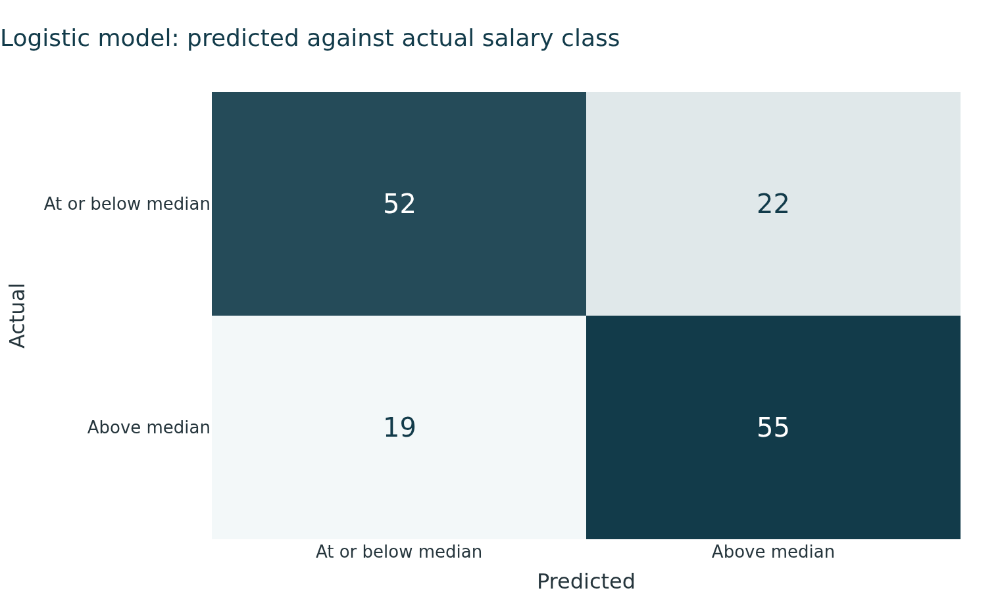 Logistic model: predicted against actual salary class
At or below median
52
22
Actual
Above median
19
55
At or below median
Above median
Predicted